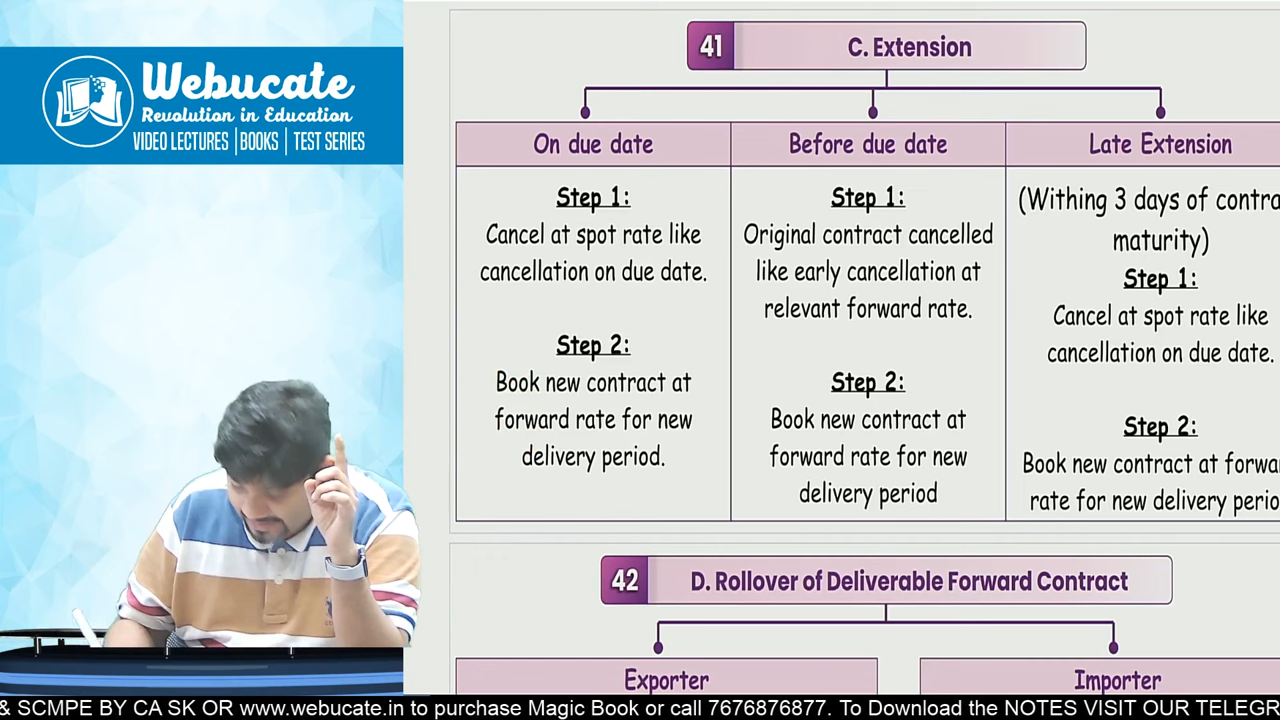 Webucate
Revolution in Education
VIDEO LECTURES | BOOKS | TEST SERIES
41 C. Extension
On due date
Step 1:
Cancel at spot rate like
cancellation on due date.
Step 2:
Book new contract at
forward rate for new
delivery period.
Before due date
Step 1:
Original contract cancelled
like early cancellation at
relevant forward rate.
Step 2:
Book new contract at
forward rate for new
delivery period
Late Extension
(Withing 3 days of contra
maturity)
Step 1:
Cancel at spot rate like
cancellation on due date.
Step 2:
Book new contract at forwar
rate for new delivery perio
42 D. Rollover of Deliverable Forward Contract
Exporter
Importer
& SCMPE BY CA SK OR www.webucate.in to purchase Magic Book or call 7676876877. To Download the NOTES VISIT OUR TELEGR